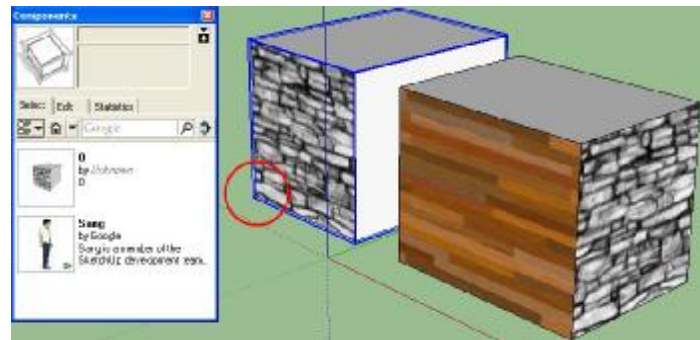 Components
Select Edit Statistics
Google
0
by Unknown
0
Sang
by Google
Sang is a member of the
SketchUp development team.